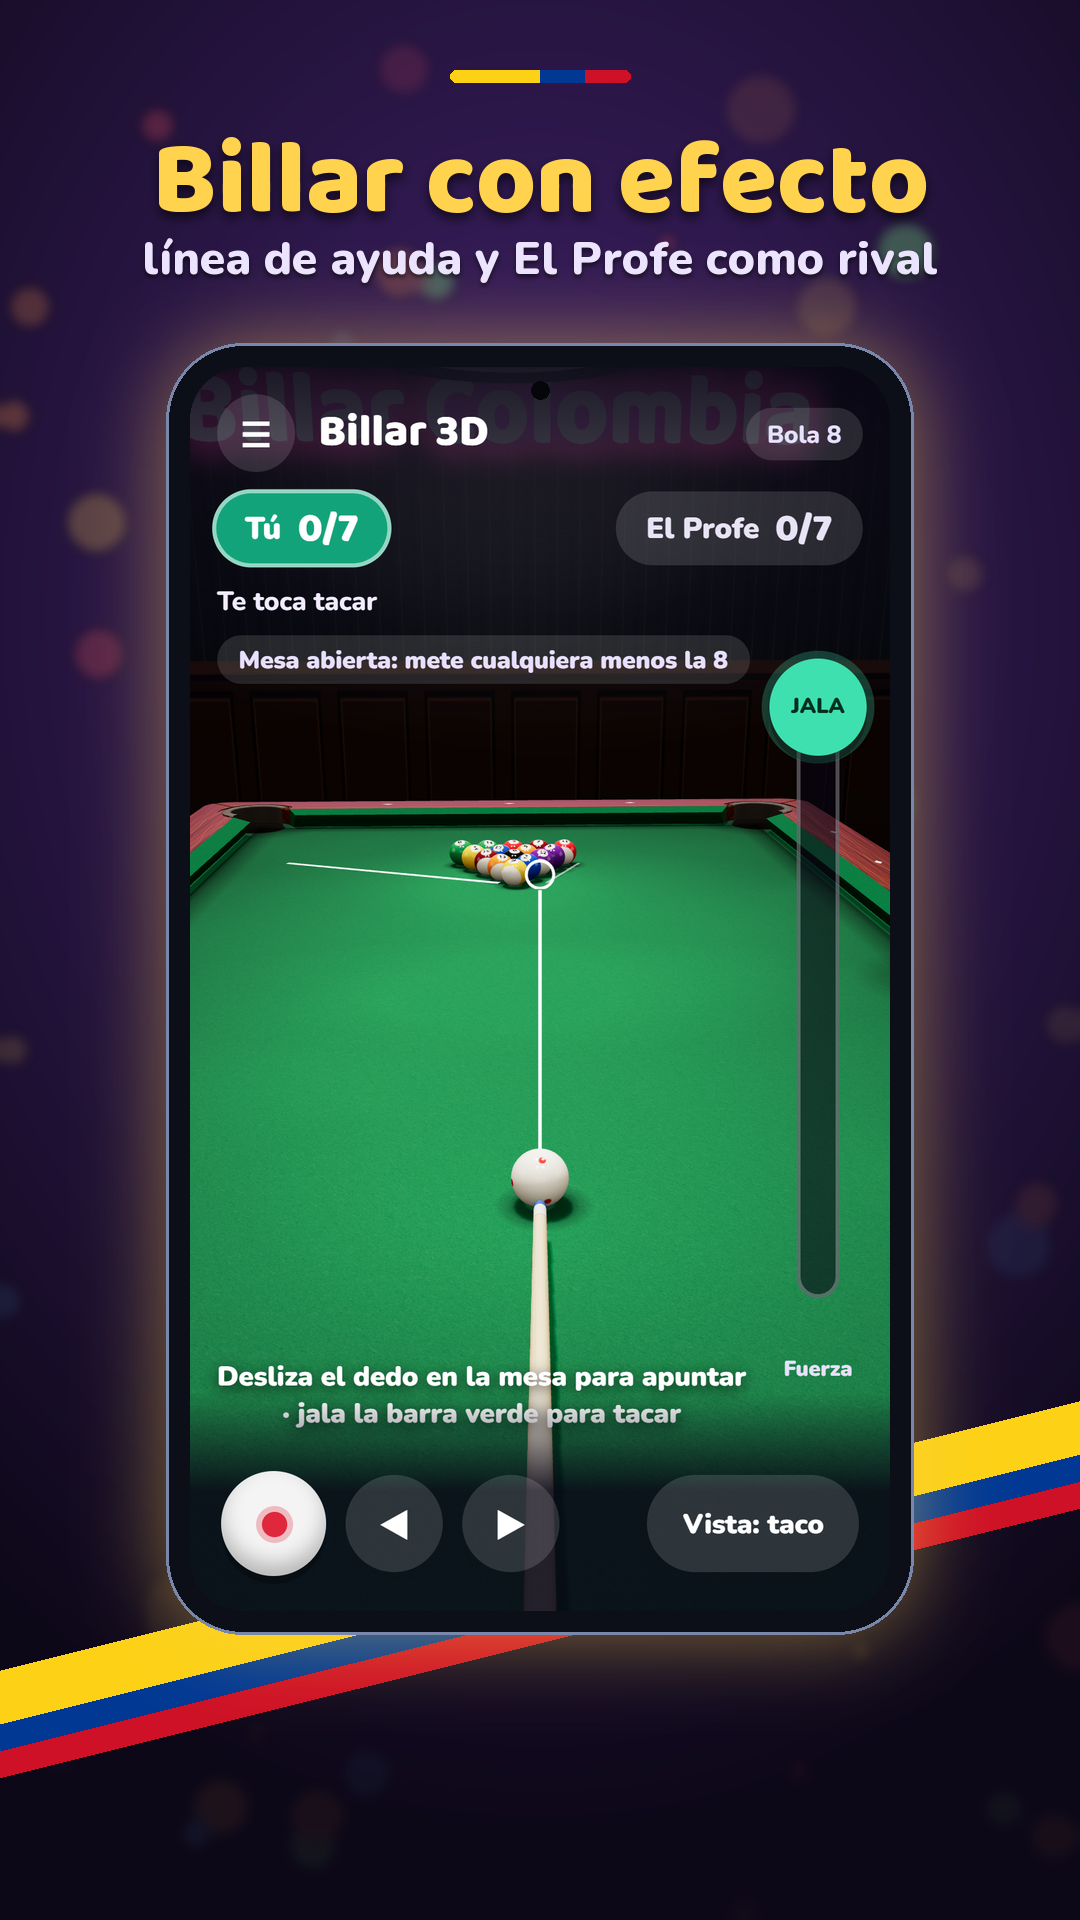 Billar con efecto
línea de ayuda y El Profe como rival
Billar Colombia
Billar 3D
Bola 8
Tú 0/7
El Profe 0/7
Te toca tacar
Mesa abierta: mete cualquiera menos la 8
JALA
Desliza el dedo en la mesa para apuntar
· jala la barra verde para tacar
Fuerza
Vista: taco